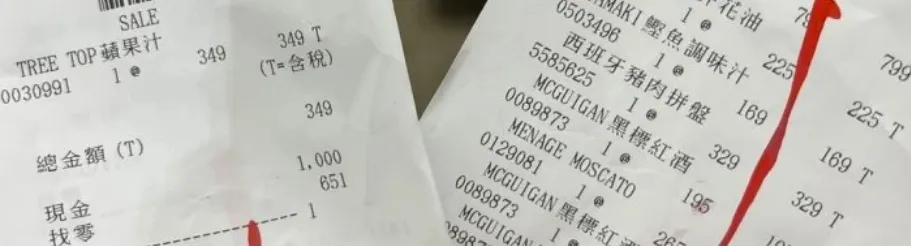 SALE
TREE TOP蘋果汁
0030991 1 @ 349 349 T
(T=含稅)
總金額 (T) 349
現金 1,000
找零 651
1
花油
1 @ 799
鰹魚調味汁
0503496 1 @ 225 225 T
西班牙豬肉拼盤
5585625 1 @ 169 169 T
MCGUIGAN黑標紅酒
0089873 1 @ 329 329 T
MENAGE MOSCATO
0129081 1 @ 195
MCGUIGAN黑標紅酒
0089873 1 @
MCGUIGAN